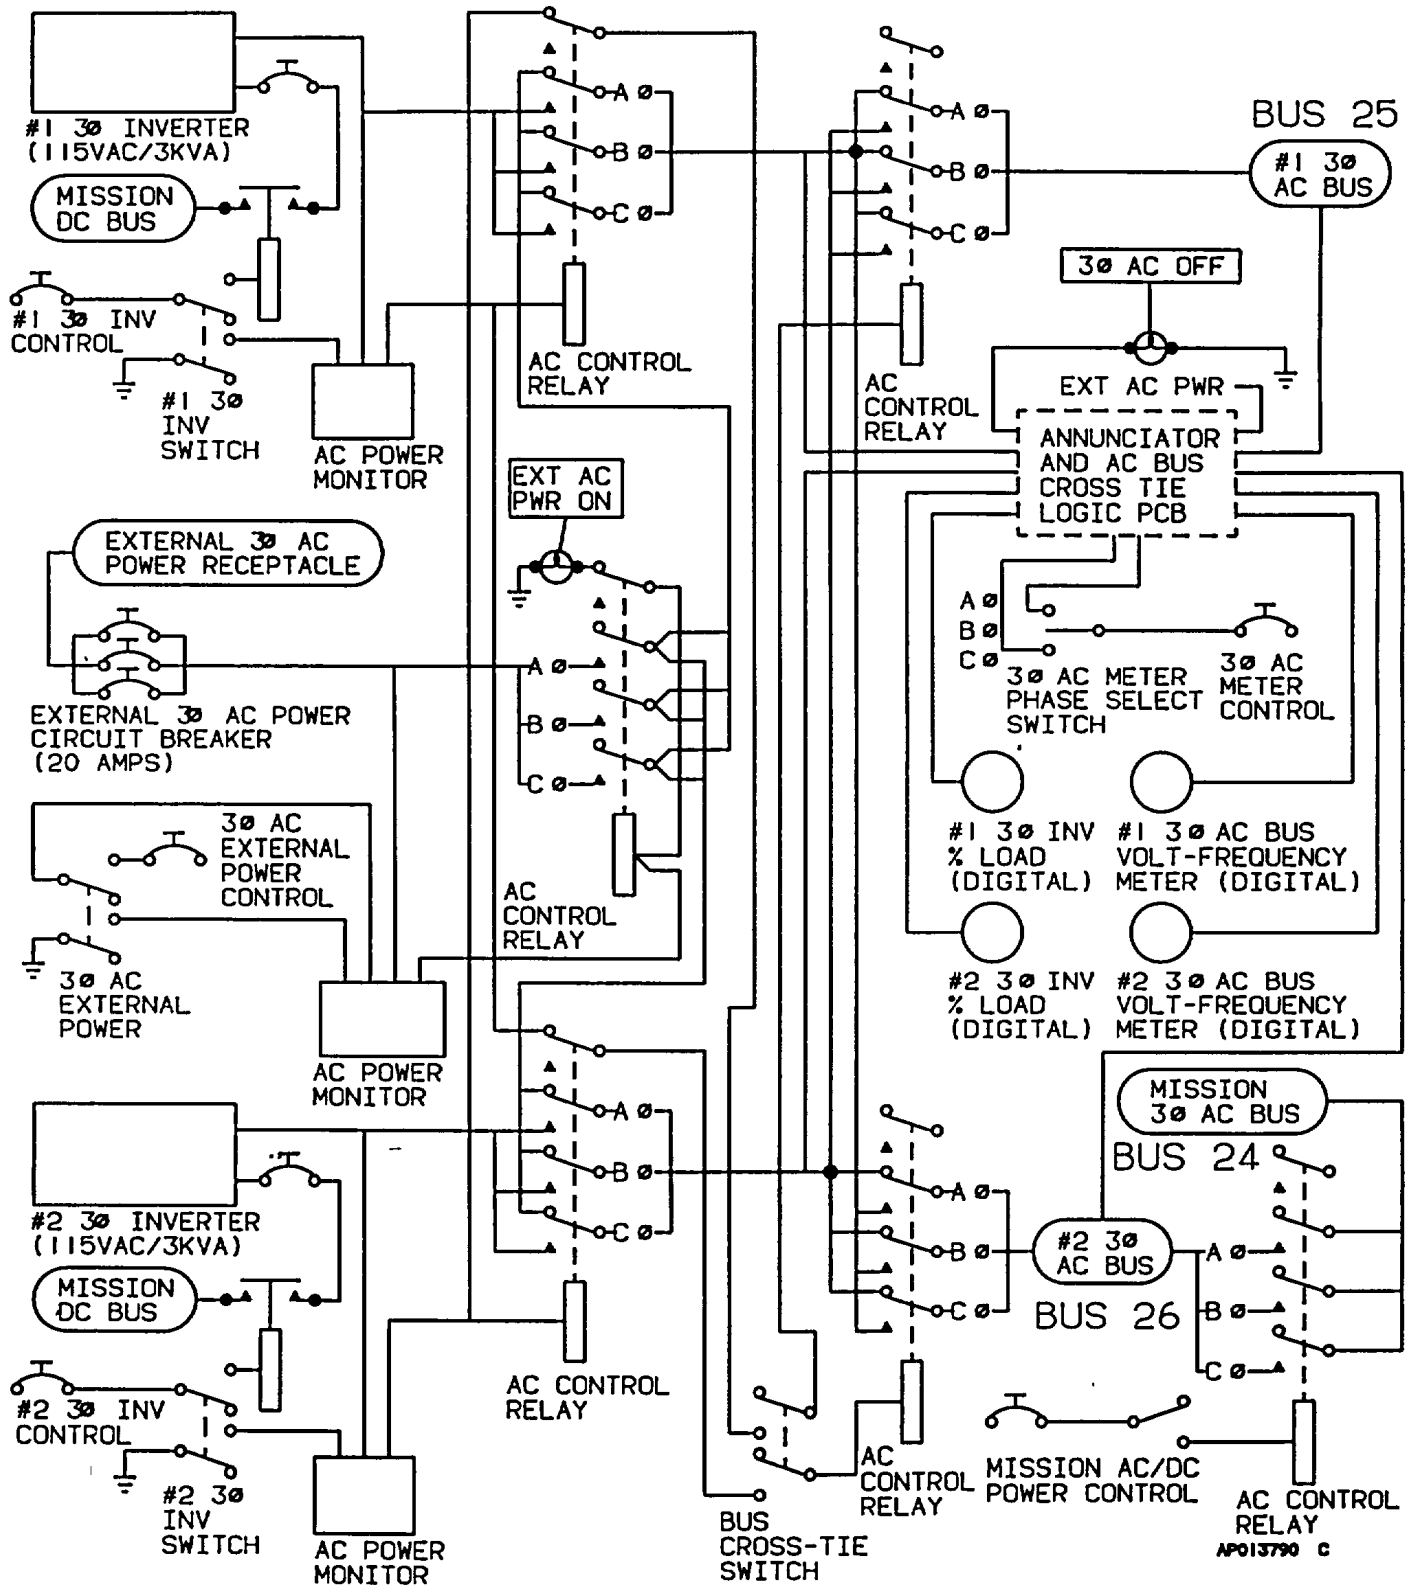 #1 3Ø INVERTER
(115VAC/3KVA)
MISSION
DC BUS
#1 3Ø INV
CONTROL
#1 3Ø
INV
SWITCH
AC POWER
MONITOR
A Ø
B Ø
C Ø
AC CONTROL
RELAY
A Ø
B Ø
C Ø
AC
CONTROL
RELAY
BUS 25
#1 3Ø
AC BUS
3Ø AC OFF
EXT AC PWR
ANNUNCIATOR
AND AC BUS
CROSS TIE
LOGIC PCB
EXT AC
PWR ON
EXTERNAL 3Ø AC
POWER RECEPTACLE
EXTERNAL 3Ø AC POWER
CIRCUIT BREAKER
(20 AMPS)
A Ø
B Ø
C Ø
A Ø
B Ø
C Ø
3Ø AC METER
PHASE SELECT
SWITCH
3Ø AC
METER
CONTROL
3Ø AC
EXTERNAL
POWER
CONTROL
3Ø AC
EXTERNAL
POWER
AC
CONTROL
RELAY
AC POWER
MONITOR
#1 3Ø INV
% LOAD
(DIGITAL)
#1 3Ø AC BUS
VOLT-FREQUENCY
METER (DIGITAL)
#2 3Ø INV
% LOAD
(DIGITAL)
#2 3Ø AC BUS
VOLT-FREQUENCY
METER (DIGITAL)
#2 3Ø INVERTER
(115VAC/3KVA)
MISSION
DC BUS
#2 3Ø INV
CONTROL
#2 3Ø
INV
SWITCH
AC POWER
MONITOR
A Ø
B Ø
C Ø
AC CONTROL
RELAY
BUS
CROSS-TIE
SWITCH
A Ø
B Ø
C Ø
AC
CONTROL
RELAY
MISSION
3Ø AC BUS
BUS 24
#2 3Ø
AC BUS
BUS 26
A Ø
B Ø
C Ø
MISSION AC/DC
POWER CONTROL
AC CONTROL
RELAY
AP013790 C